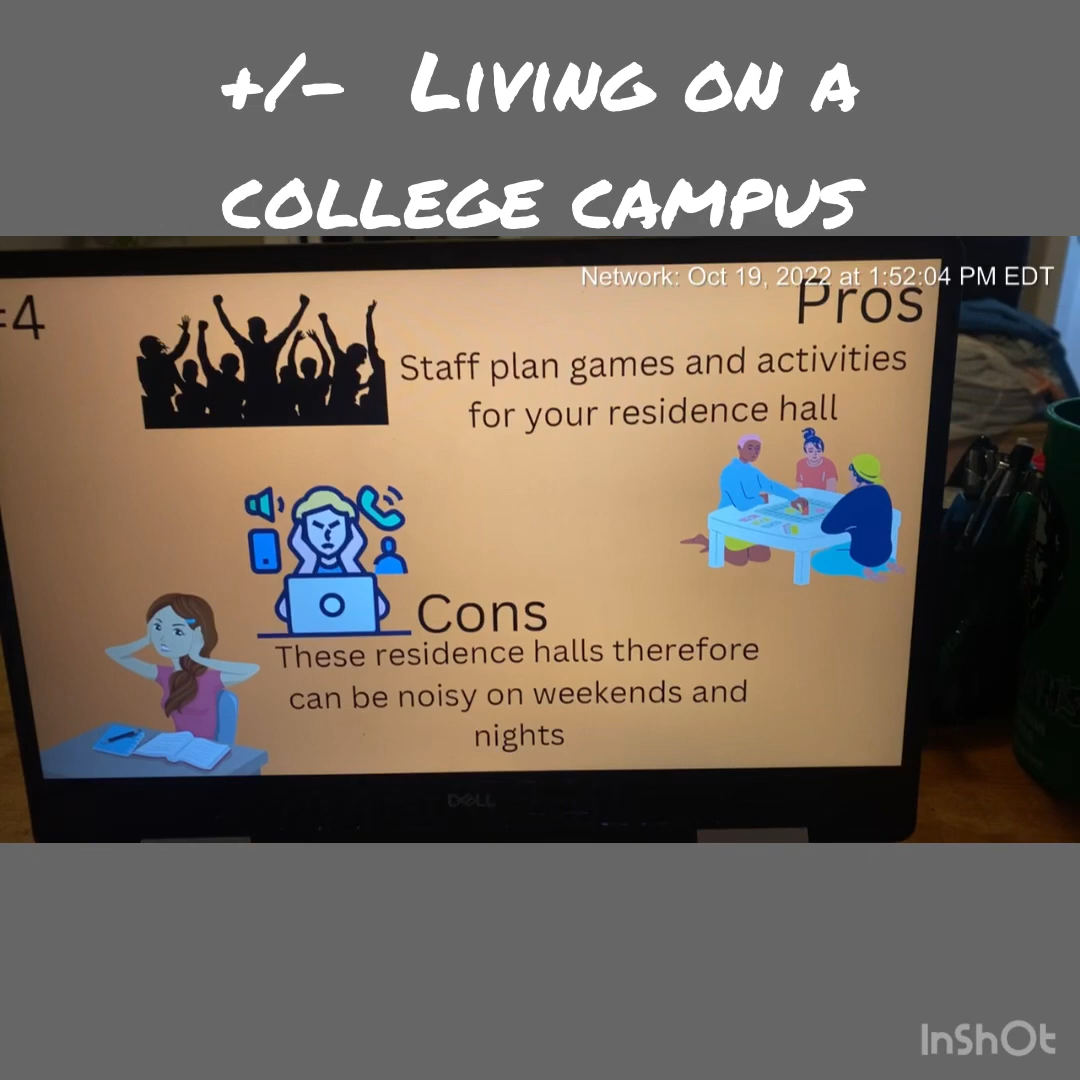 +/- LIVING ON A
COLLEGE CAMPUS
Network: Oct 19, 2022 at 1:52:04 PM EDT
#4
Pros
Staff plan games and activities
for your residence hall
Cons
These residence halls therefore
can be noisy on weekends and
nights
DELL
InShOt